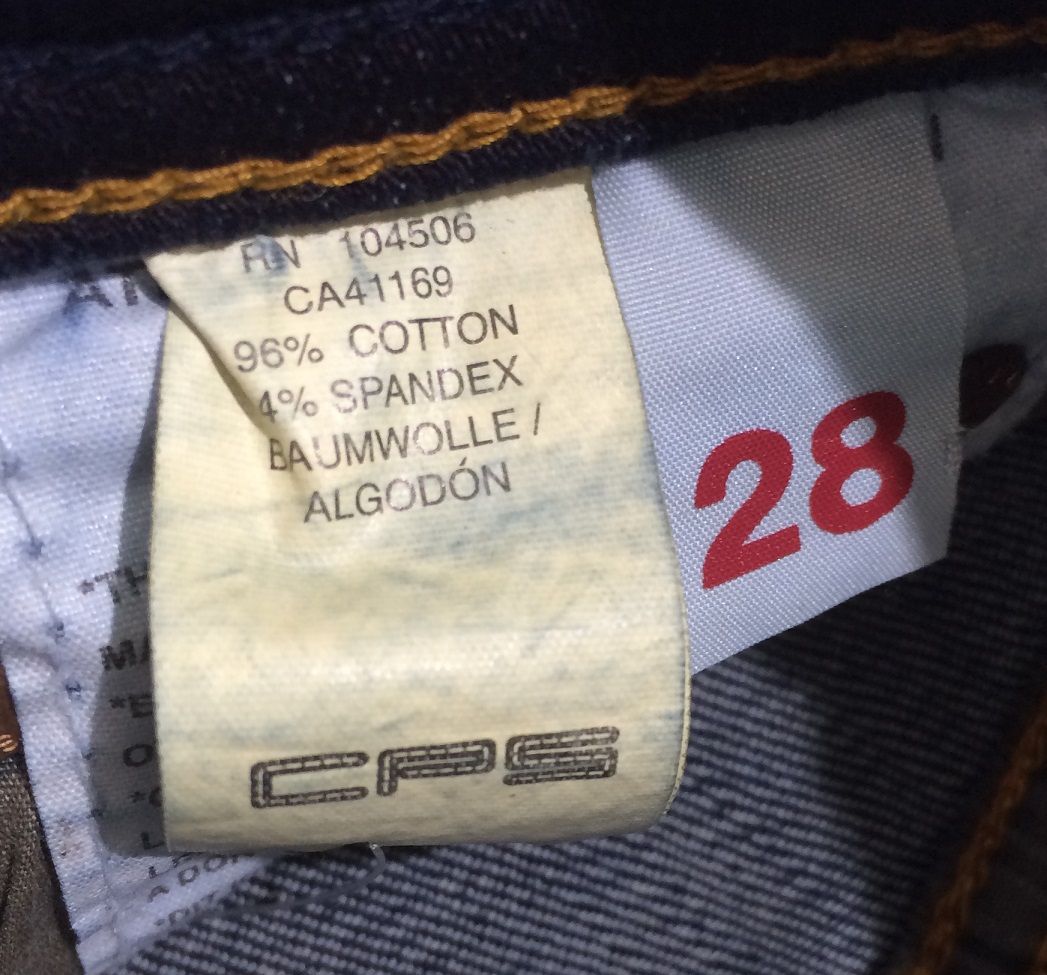 RN 104506
CA41169
96% COTTON
4% SPANDEX
BAUMWOLLE /
ALGODÓN
CPS
28